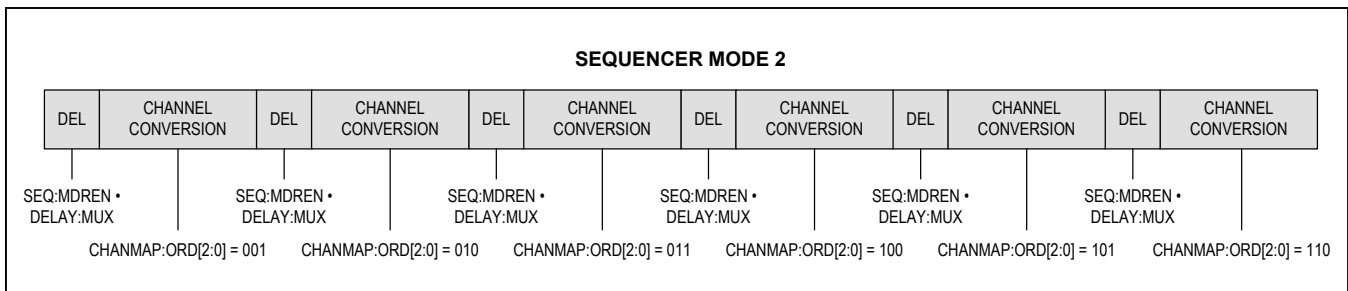 SEQUENCER MODE 2
DEL
CHANNEL
CONVERSION
DEL
CHANNEL
CONVERSION
DEL
CHANNEL
CONVERSION
DEL
CHANNEL
CONVERSION
DEL
CHANNEL
CONVERSION
DEL
CHANNEL
CONVERSION
SEQ:MDREN •
DELAY:MUX
SEQ:MDREN •
DELAY:MUX
SEQ:MDREN •
DELAY:MUX
SEQ:MDREN •
DELAY:MUX
SEQ:MDREN •
DELAY:MUX
SEQ:MDREN •
DELAY:MUX
CHANMAP:ORD[2:0] = 001
CHANMAP:ORD[2:0] = 010
CHANMAP:ORD[2:0] = 011
CHANMAP:ORD[2:0] = 100
CHANMAP:ORD[2:0] = 101
CHANMAP:ORD[2:0] = 110